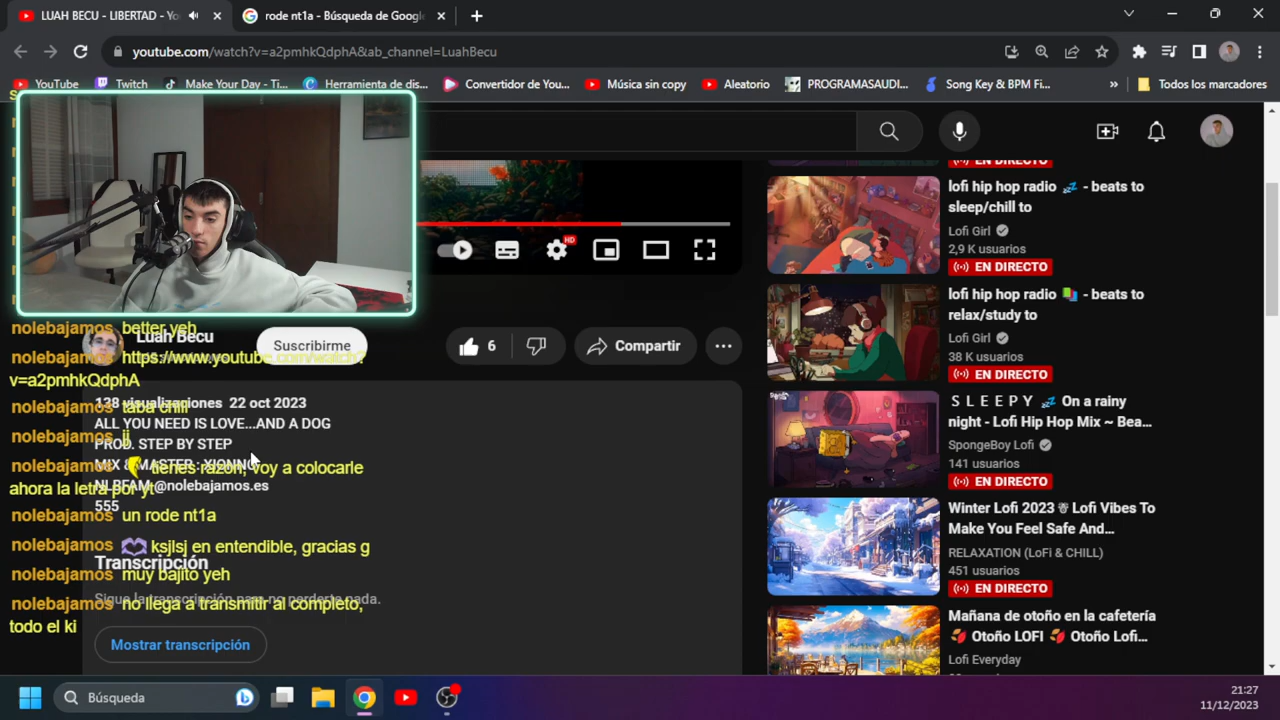 LUAH BECU - LIBERTAD - Yo
rode nt1a - Búsqueda de Google
youtube.com/watch?v=a2pmhkQdphA&ab_channel=LuahBecu
YouTube
Twitch
Make Your Day - Ti...
Herramienta de dis...
Convertidor de You...
Música sin copy
Aleatorio
PROGRAMASAUDI...
Song Key & BPM Fi...
»
Todos los marcadores
EN DIRECTO
lofi hip hop radio 💤 - beats to
sleep/chill to
Lofi Girl
2,9 K usuarios
EN DIRECTO
lofi hip hop radio 📚 - beats to
relax/study to
Lofi Girl
38 K usuarios
EN DIRECTO
S L E E P Y 💤 On a rainy
night - Lofi Hip Hop Mix ~ Bea...
SpongeBoy Lofi
141 usuarios
EN DIRECTO
Winter Lofi 2023 ☃ Lofi Vibes To
Make You Feel Safe And...
RELAXATION (LoFi & CHILL)
451 usuarios
EN DIRECTO
Mañana de otoño en la cafetería
🍁 Otoño LOFI 🍁 Otoño Lofi...
Lofi Everyday
HD
nolebajamos better yeh
Luah Becu
Suscribirme
6
Compartir
nolebajamos https://www.youtube.com/watch?
v=a2pmhkQdphA
138 visualizaciones 22 oct 2023
nolebajamos taba chill
ALL YOU NEED IS LOVE...AND A DOG
nolebajamos jj
PROD. STEP BY STEP
MIX & MASTER : XIONNO
nolebajamos tienes razon, voy a colocarle
ahora la letra por yt
NLBFAM @nolebajamos.es
555
nolebajamos un rode nt1a
nolebajamos ksjlsj en entendible, gracias g
Transcripción
nolebajamos muy bajito yeh
nolebajamos no llega a transmitir al completo,
todo el ki
Mostrar transcripción
Búsqueda
21:27
11/12/2023